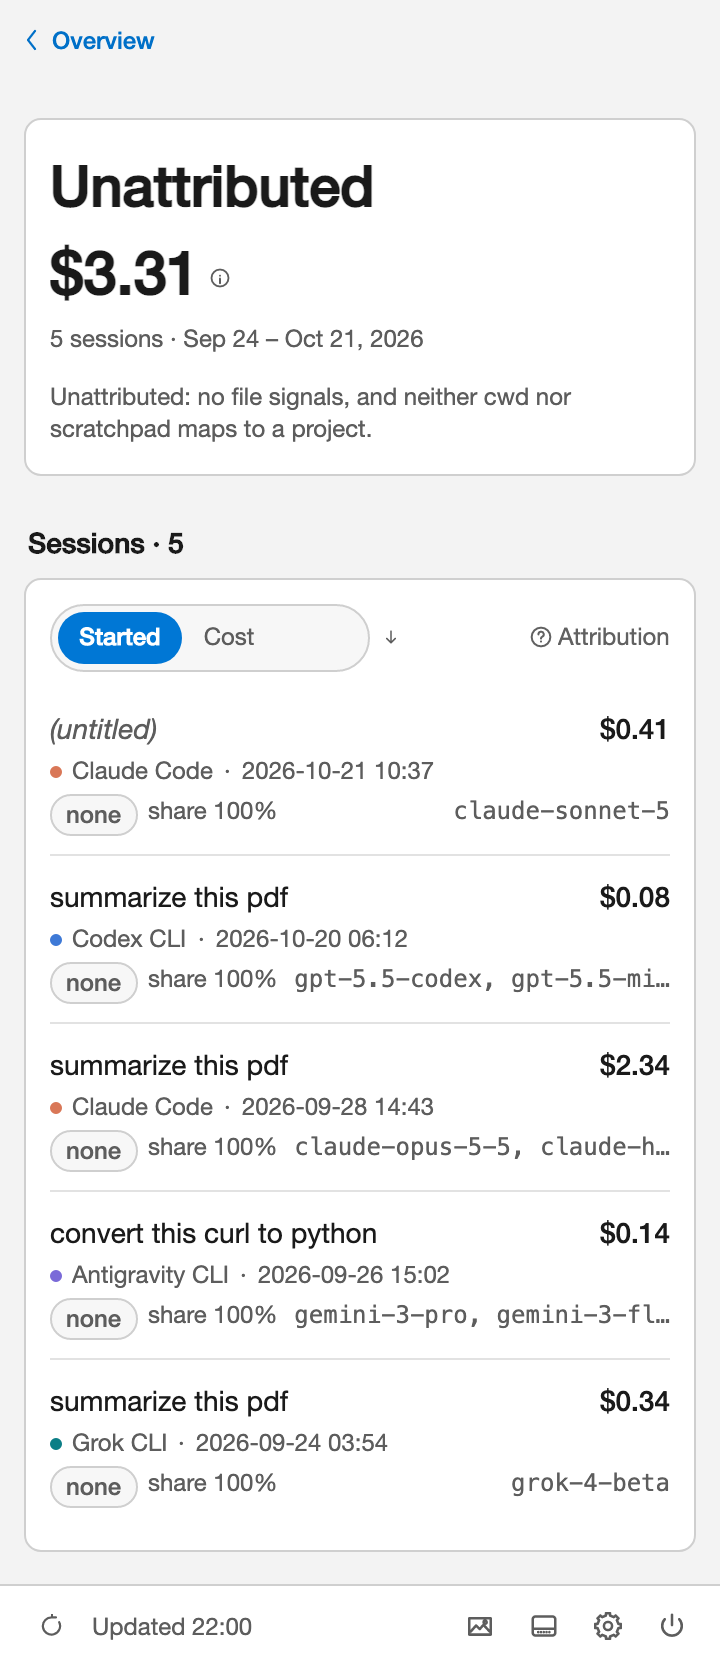 Overview
Unattributed
$3.31
5 sessions · Sep 24 – Oct 21, 2026
Unattributed: no file signals, and neither cwd nor
scratchpad maps to a project.
Sessions · 5
Started Cost ↓ Attribution
(untitled) $0.41
Claude Code · 2026-10-21 10:37
none share 100% claude-sonnet-5
summarize this pdf $0.08
Codex CLI · 2026-10-20 06:12
none share 100% gpt-5.5-codex, gpt-5.5-mi…
summarize this pdf $2.34
Claude Code · 2026-09-28 14:43
none share 100% claude-opus-5-5, claude-h…
convert this curl to python $0.14
Antigravity CLI · 2026-09-26 15:02
none share 100% gemini-3-pro, gemini-3-fl…
summarize this pdf $0.34
Grok CLI · 2026-09-24 03:54
none share 100% grok-4-beta
Updated 22:00